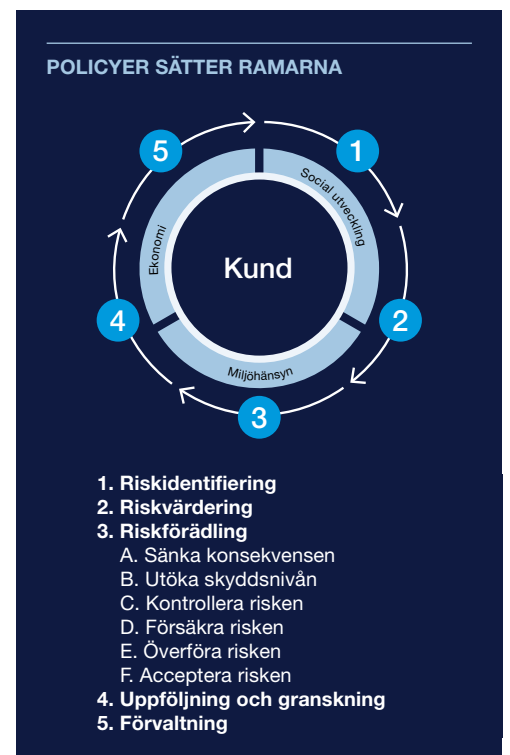 POLICYER SÄTTER RAMARNA
5
1
Social utveckling
Ekonomi
Kund
4
2
Miljöhänsyn
3
1. Riskidentifiering
2. Riskvärdering
3. Riskförädling
A. Sänka konsekvensen
B. Utöka skyddsnivån
C. Kontrollera risken
D. Försäkra risken
E. Överföra risken
F. Acceptera risken
4. Uppföljning och granskning
5. Förvaltning